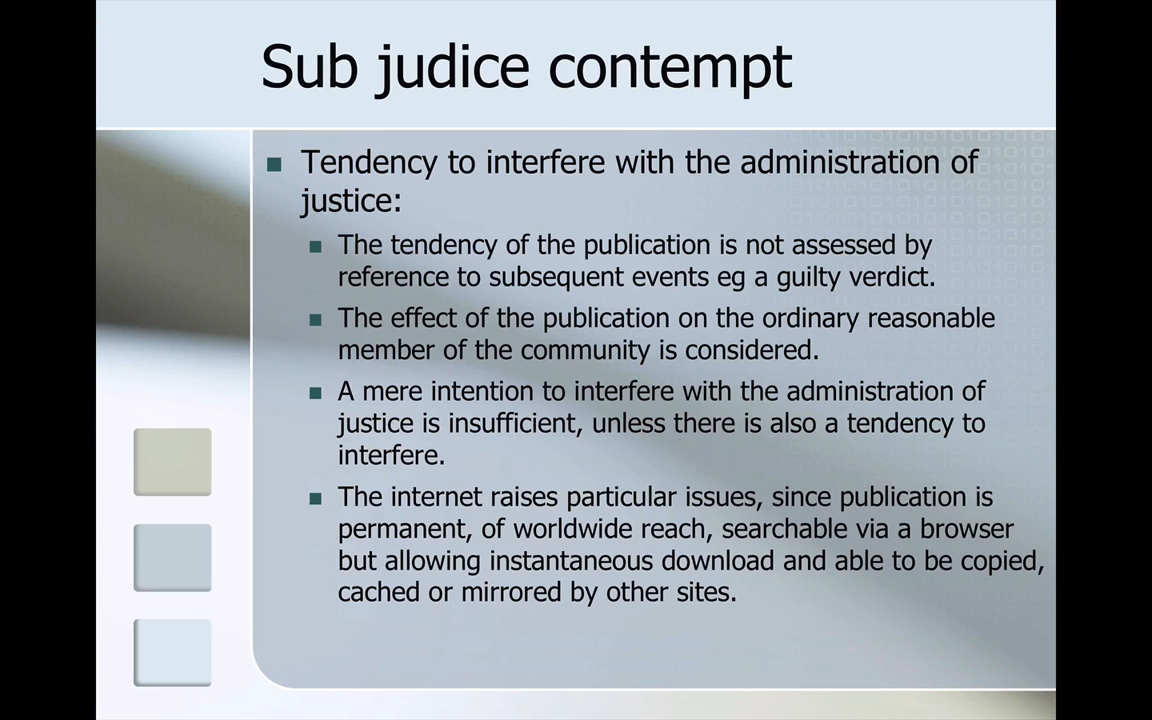 Sub judice contempt
Tendency to interfere with the administration of
justice:
The tendency of the publication is not assessed by
reference to subsequent events eg a guilty verdict.
The effect of the publication on the ordinary reasonable
member of the community is considered.
A mere intention to interfere with the administration of
justice is insufficient, unless there is also a tendency to
interfere.
The internet raises particular issues, since publication is
permanent, of worldwide reach, searchable via a browser
but allowing instantaneous download and able to be copied,
cached or mirrored by other sites.